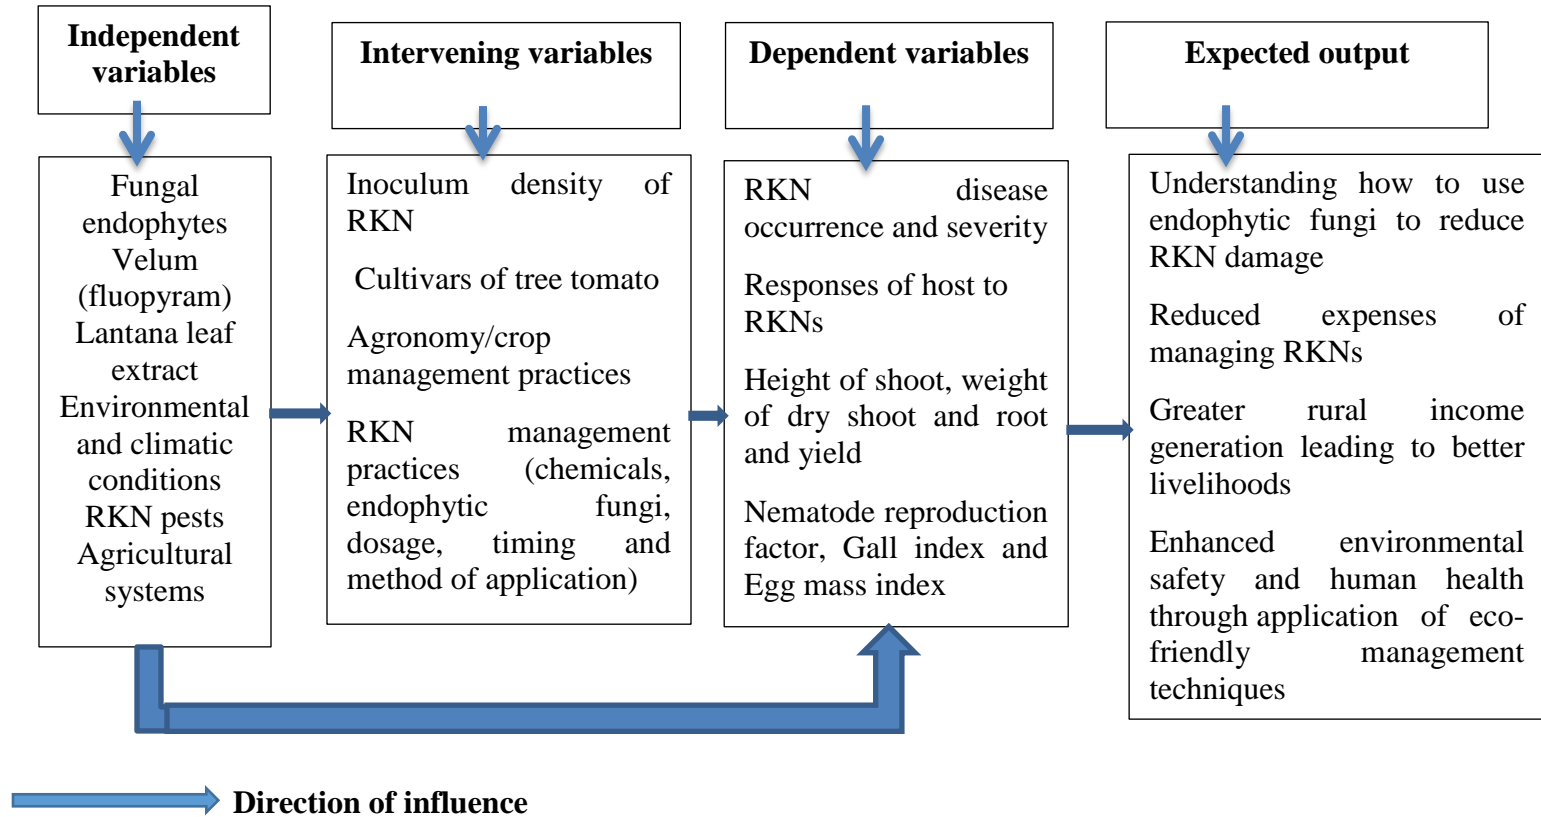 Independent
variables
Intervening variables
Dependent variables
Expected output
Fungal
endophytes
Velum
(fluopyram)
Lantana leaf
extract
Environmental
and climatic
conditions
RKN pests
Agricultural
systems
Inoculum density of
RKN
Cultivars of tree tomato
Agronomy/crop
management practices
RKN management
practices (chemicals,
endophytic fungi,
dosage, timing and
method of application)
RKN disease
occurrence and severity
Responses of host to
RKNs
Height of shoot, weight
of dry shoot and root
and yield
Nematode reproduction
factor, Gall index and
Egg mass index
Understanding how to use
endophytic fungi to reduce
RKN damage
Reduced expenses of
managing RKNs
Greater rural income
generation leading to better
livelihoods
Enhanced environmental
safety and human health
through application of eco-
friendly management
techniques
Direction of influence